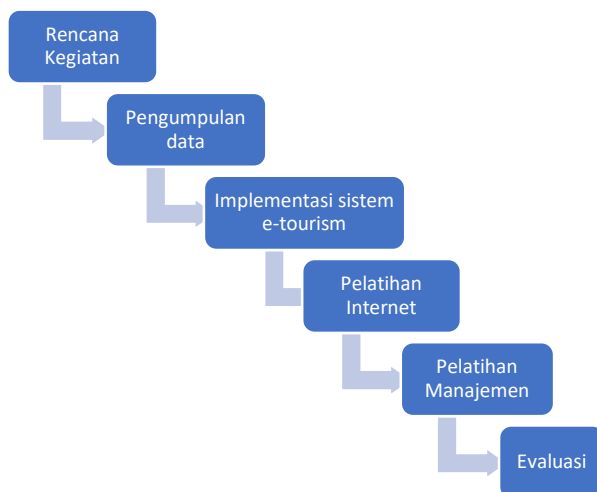 Rencana
Kegiatan
Pengumpulan
data
Implementasi sistem
e-tourism
Pelatihan
Internet
Pelatihan
Manajemen
Evaluasi